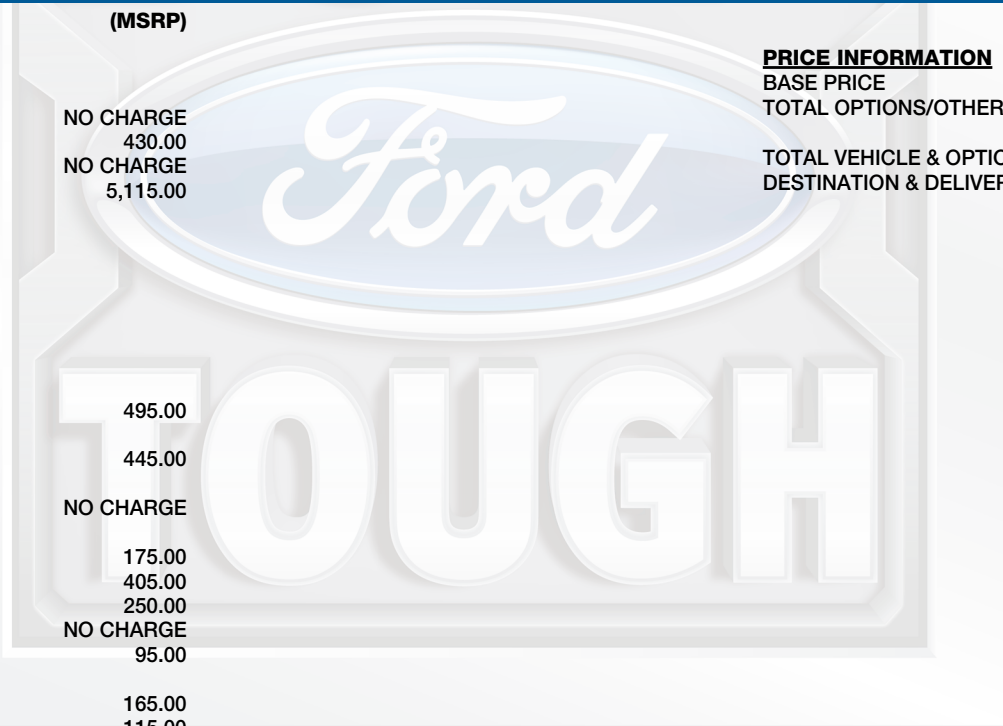 (MSRP)
NO CHARGE
430.00
NO CHARGE
5,115.00
495.00
445.00
NO CHARGE
175.00
405.00
250.00
NO CHARGE
95.00
165.00
115.00
PRICE INFORMATION
BASE PRICE
TOTAL OPTIONS/OTHER
TOTAL VEHICLE & OPTIO
DESTINATION & DELIVER
Ford
TOUGH